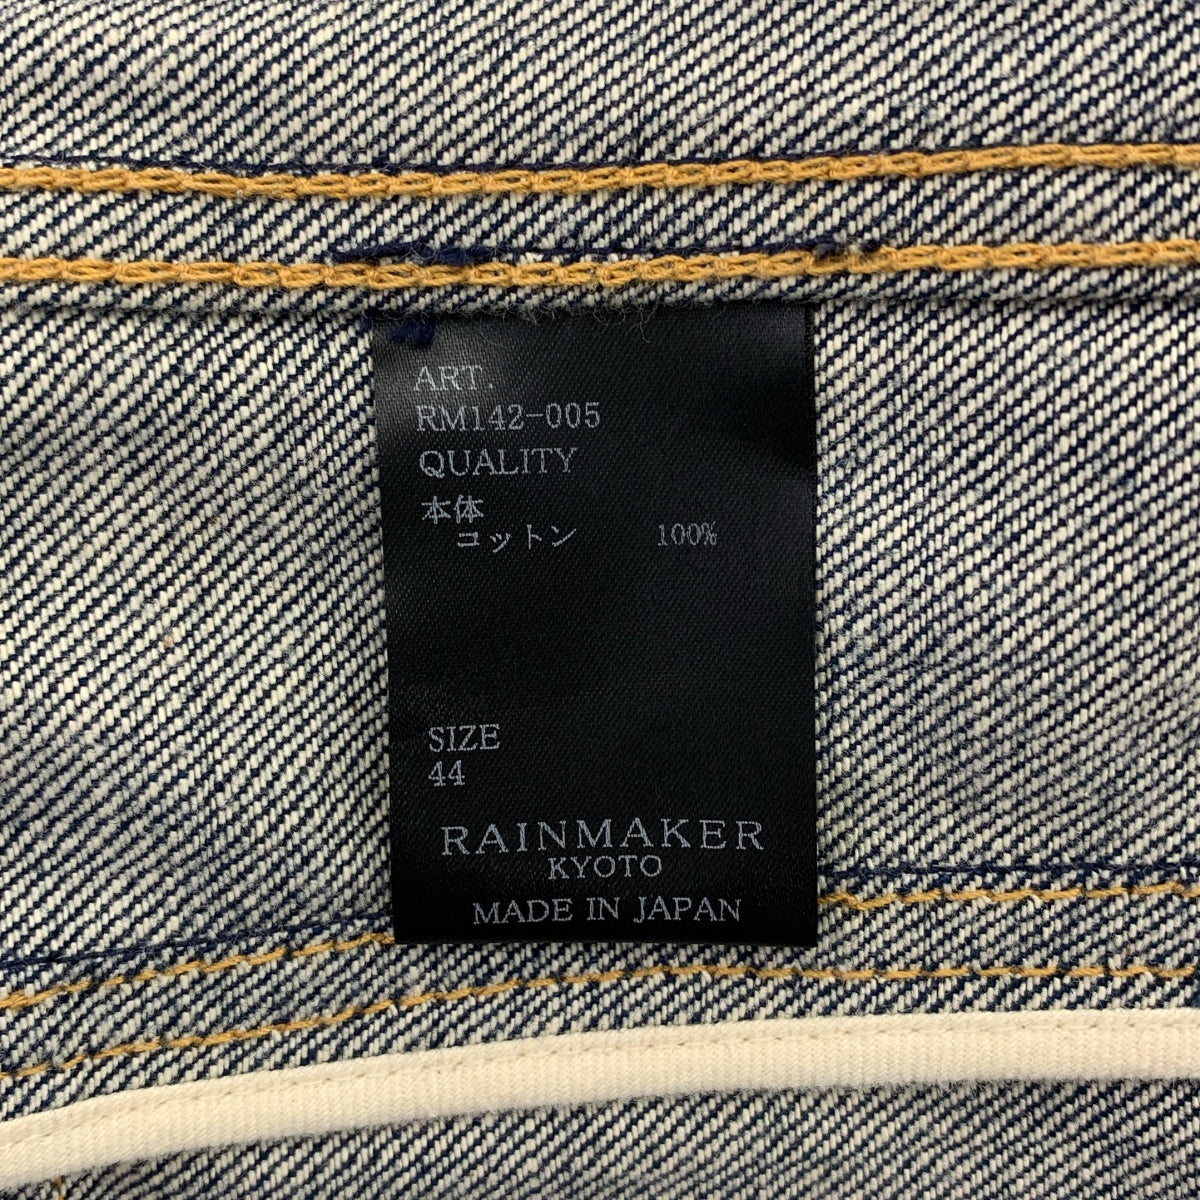 ART.
RM142-005
QUALITY
本体
コットン 100%
SIZE
44
RAINMAKER
KYOTO
MADE IN JAPAN